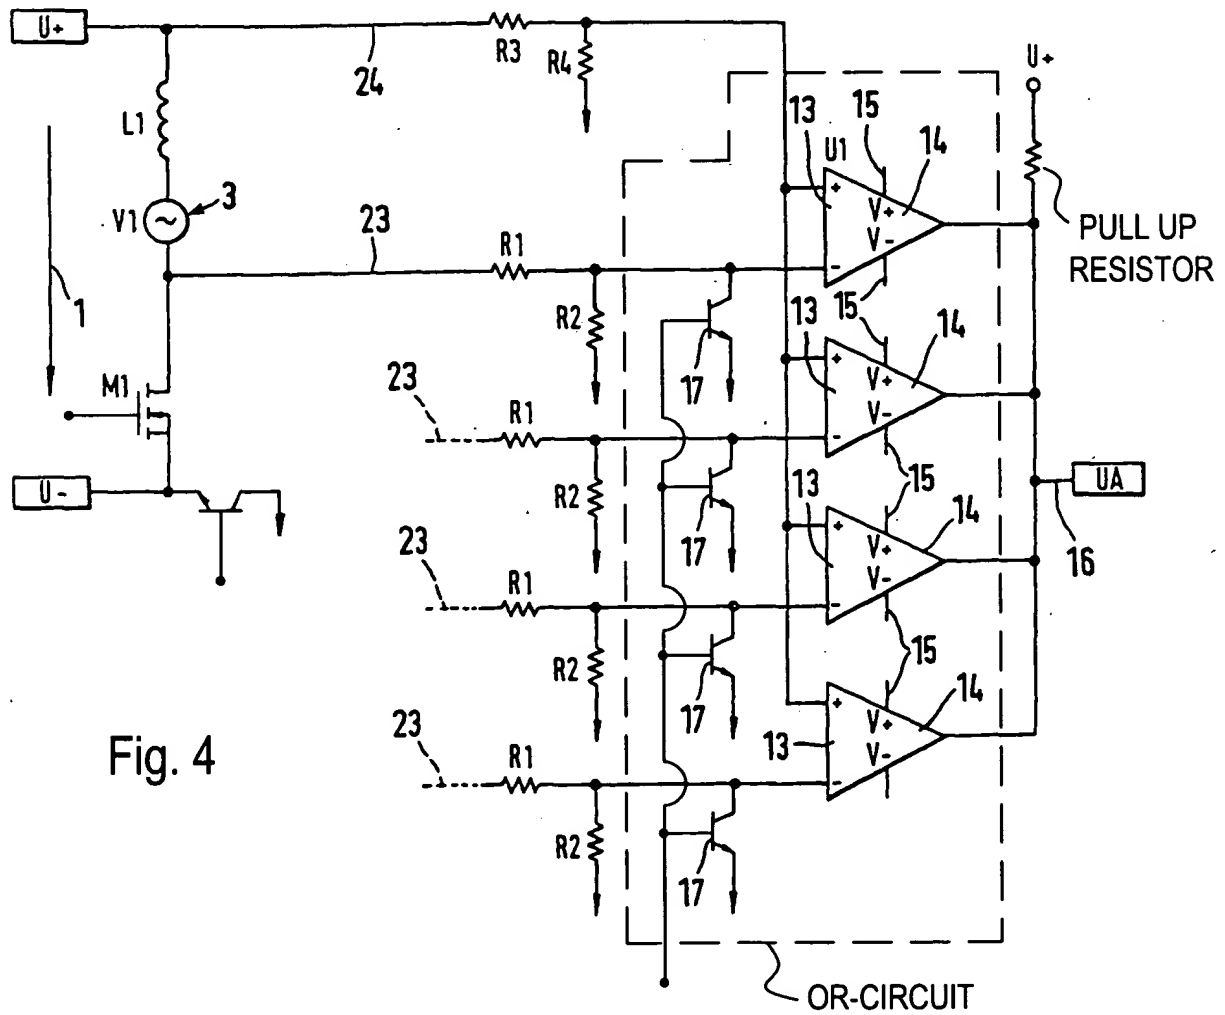 U+
R3
R4
24
U+
L1
13
15
14
U1
3
V1
+
V+
V-
-
23
R1
PULL UP
RESISTOR
1
R2
15
13
14
17
M1
+
V+
V-
-
23
R1
U-
R2
15
13
14
UA
17
16
+
V+
V-
-
23
R1
R2
15
14
17
+
V+
V-
-
13
23
R1
Fig. 4
R2
17
OR-CIRCUIT